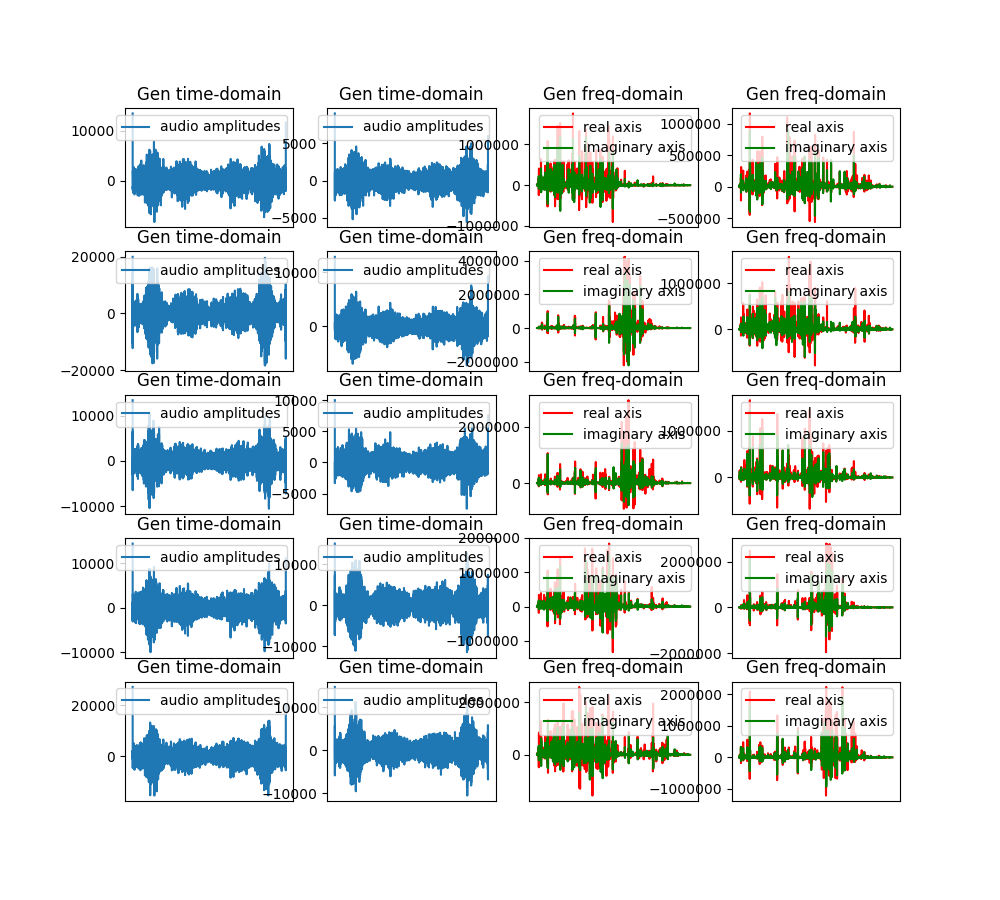 Gen time-domain Gen time-domain Gen freq-domain Gen freq-domain
audio amplitudes audio amplitudes real axis real axis
imaginary axis imaginary axis
10000 5000 1000000 1000000
0 0 0 500000
−5000 −1000000 0
−500000
Gen time-domain Gen time-domain Gen freq-domain Gen freq-domain
audio amplitudes audio amplitudes real axis real axis
imaginary axis imaginary axis
20000 10000 4000000 1000000
0 0 2000000 0
−20000 0
−2000000
Gen time-domain Gen time-domain Gen freq-domain Gen freq-domain
audio amplitudes audio amplitudes real axis real axis
imaginary axis imaginary axis
10000 10000 2000000 1000000
0 5000 0 0
−10000 0
−5000
Gen time-domain Gen time-domain Gen freq-domain Gen freq-domain
audio amplitudes audio amplitudes real axis real axis
imaginary axis imaginary axis
10000 10000 2000000 2000000
0 0 1000000 0
−10000 −10000 0 −2000000
−1000000
Gen time-domain Gen time-domain Gen freq-domain Gen freq-domain
audio amplitudes audio amplitudes real axis real axis
imaginary axis imaginary axis
20000 10000 2000000 2000000
0 0 0 1000000
−10000 0
−1000000